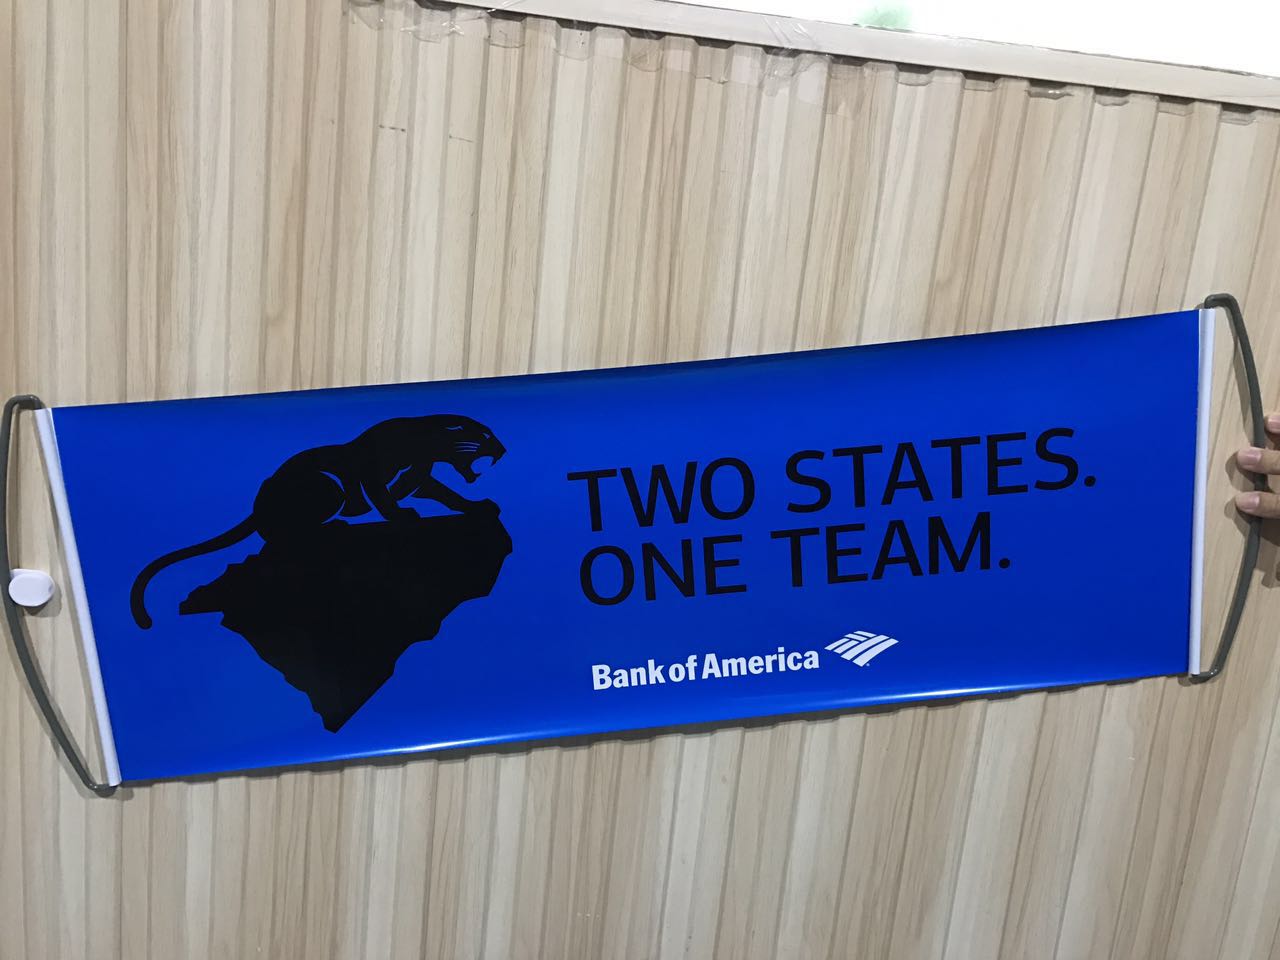 TWO STATES.
ONE TEAM.
Bank of America